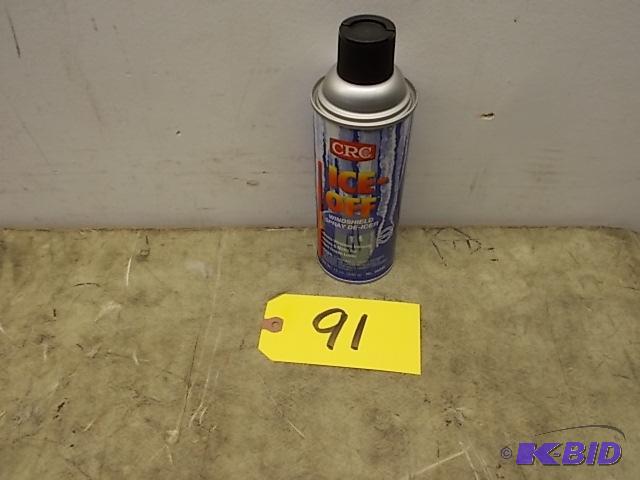 CRC
ICE-
OFF
WINDSHIELD
SPRAY DE-ICER
91
© K-BID